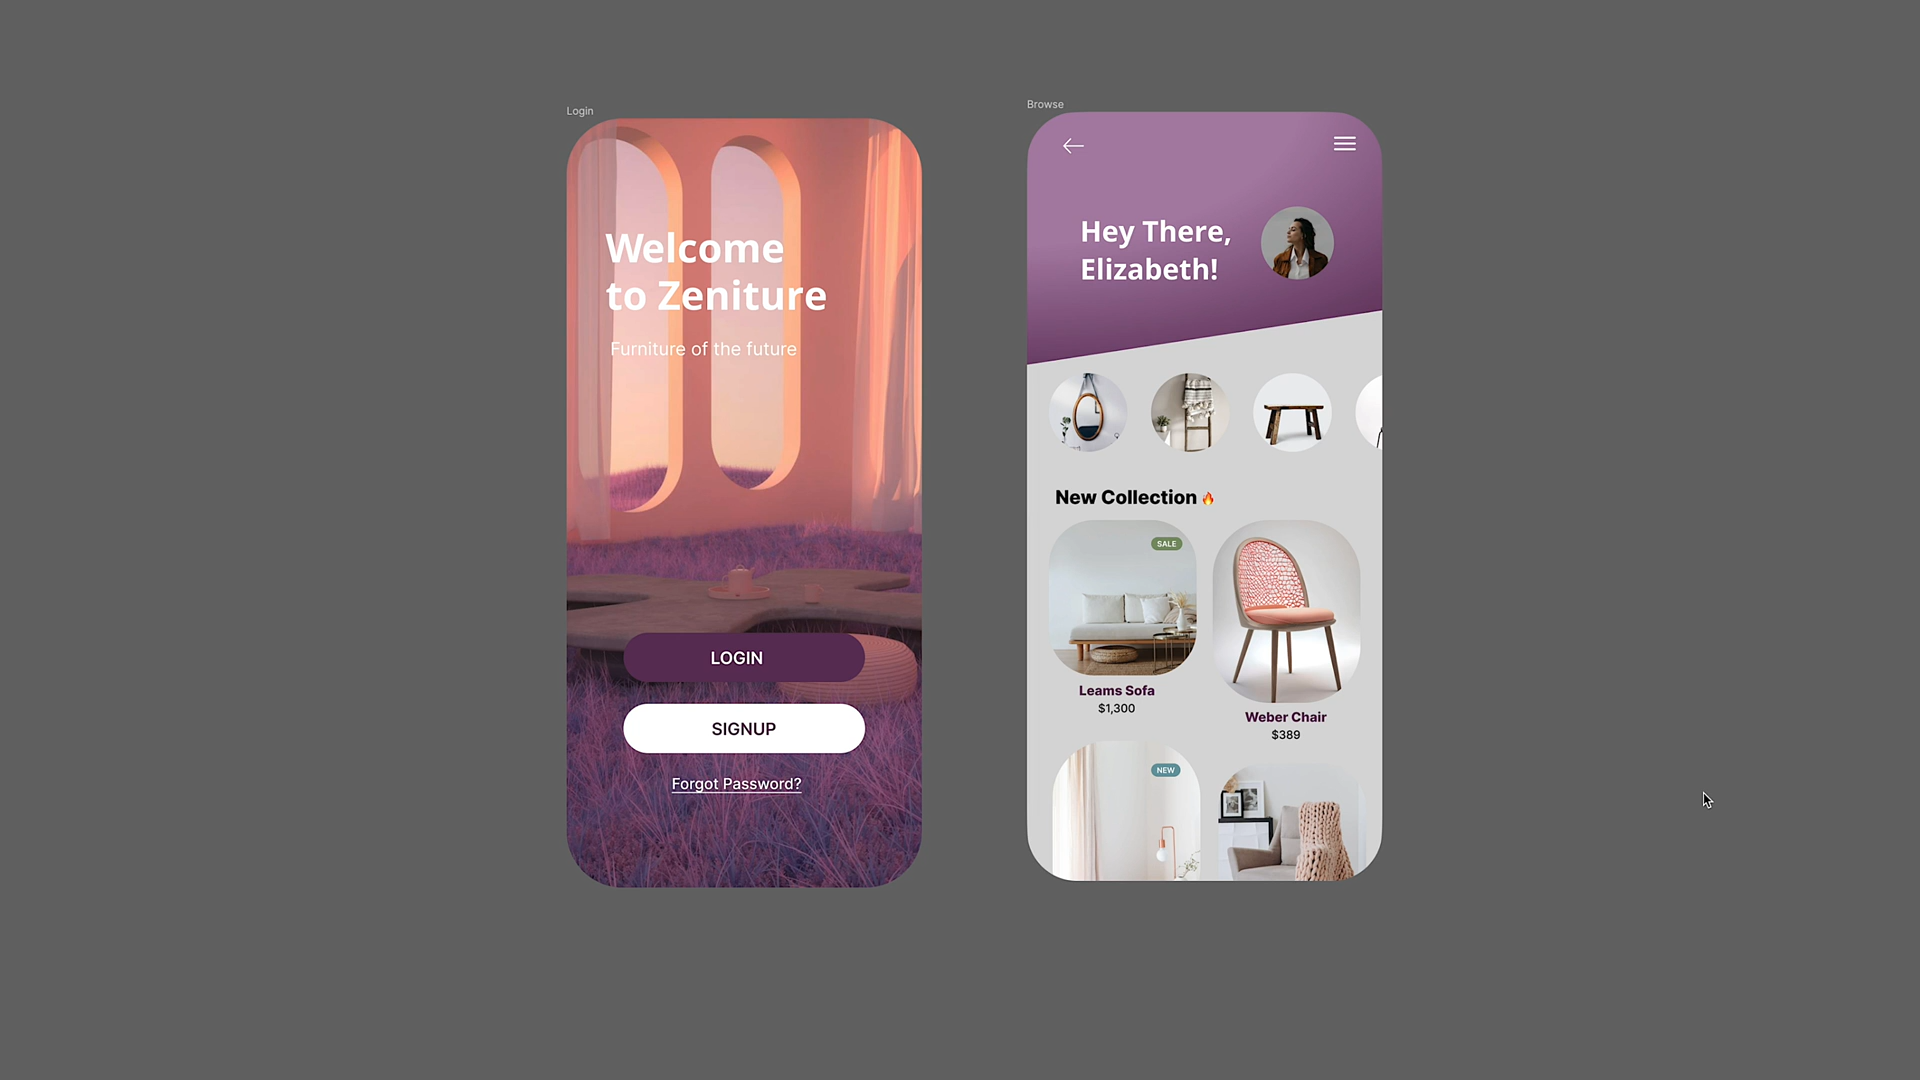 Login
Welcome
to Zeniture
Furniture of the future
LOGIN
SIGNUP
Forgot Password?
Browse
Hey There,
Elizabeth!
New Collection
SALE
Leams Sofa
$1,300
Weber Chair
$389
NEW